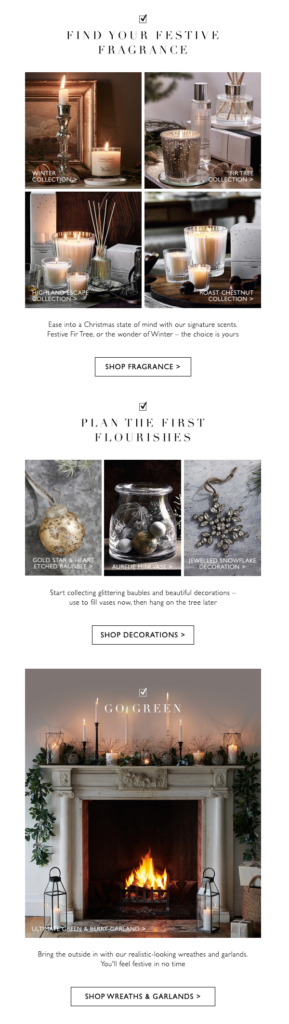 FIND YOUR FESTIVE
FRAGRANCE
WINTER
COLLECTION >
FIR TREE
COLLECTION >
HIGHLAND ESCAPE
COLLECTION >
ROAST CHESTNUT
COLLECTION >
Ease into a Christmas state of mind with our signature scents.
Festive Fir Tree, or the wonder of Winter – the choice is yours
SHOP FRAGRANCE >
PLAN THE FIRST
FLOURISHES
GOLD STAR & HEART
ETCHED BAUBLE >
AURELIE MINI VASE >
JEWELLED SNOWFLAKE
DECORATION >
Start collecting glittering baubles and beautiful decorations –
use to fill vases now, then hang on the tree later
SHOP DECORATIONS >
GO GREEN
ULTIMATE GREEN & BERRY GARLAND >
Bring the outside in with our realistic-looking wreathes and garlands.
You'll feel festive in no time
SHOP WREATHS & GARLANDS >